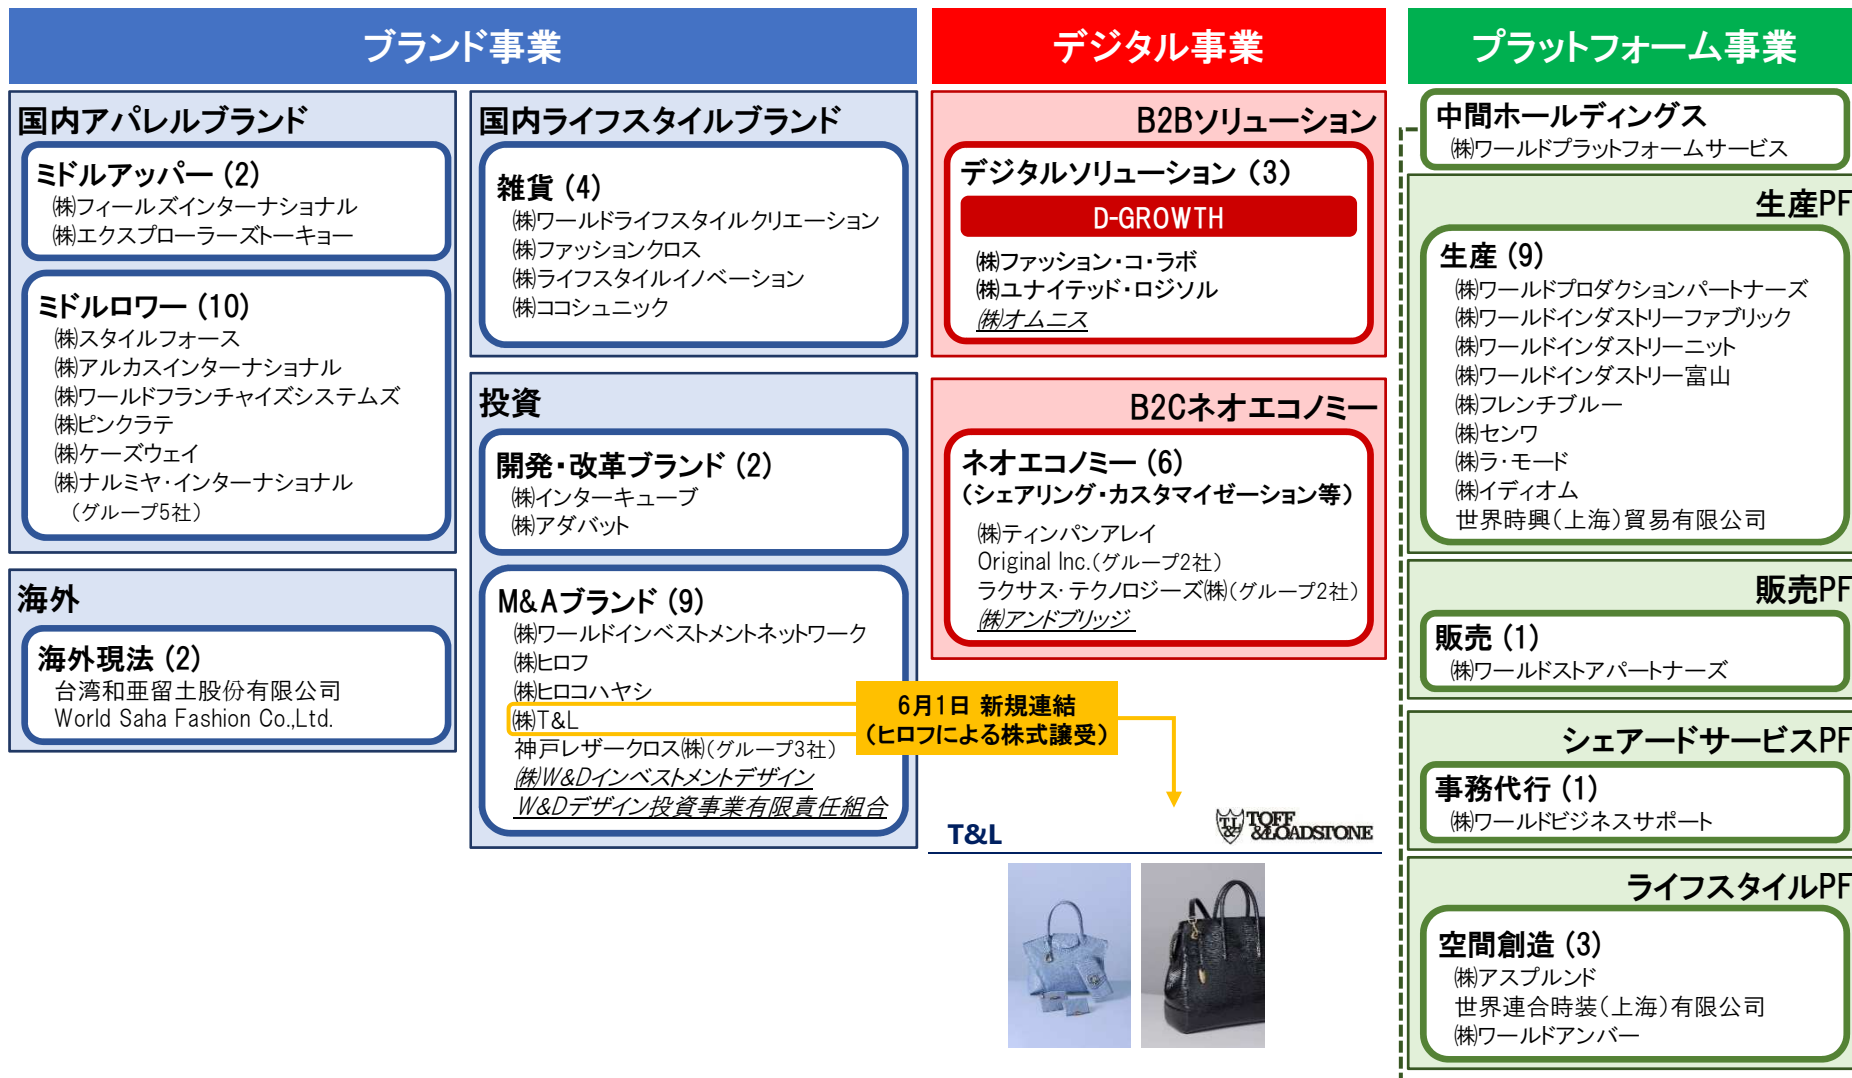 ブランド事業
国内アパレルブランド
ミドルアッパー (2)
㈱フィールズインターナショナル
㈱エクスプローラーズトーキョー
ミドルロワー (10)
㈱スタイルフォース
㈱アルカスインターナショナル
㈱ワールドフランチャイズシステムズ
㈱ピンクラテ
㈱ケーズウェイ
㈱ナルミヤ・インターナショナル
（グループ5社）
海外
海外現法 (2)
台湾和亜留土股份有限公司
World Saha Fashion Co.,Ltd.
国内ライフスタイルブランド
雑貨 (4)
㈱ワールドライフスタイルクリエーション
㈱ファッションクロス
㈱ライフスタイルイノベーション
㈱ココシュニック
投資
開発・改革ブランド (2)
㈱インターキューブ
㈱アダバット
M&Aブランド (9)
㈱ワールドインベストメントネットワーク
㈱ヒロフ
㈱ヒロコハヤシ
㈱T&L
神戸レザークロス㈱（グループ3社）
㈱W&Dインベストメントデザイン
W&Dデザイン投資事業有限責任組合
6月1日 新規連結
（ヒロフによる株式譲受）
デジタル事業
B2Bソリューション
デジタルソリューション（3）
D-GROWTH
㈱ファッション・コ・ラボ
㈱ユナイテッド・ロジソル
㈱オムニス
B2Cネオエコノミー
ネオエコノミー (6)
（シェアリング・カスタマイゼーション等）
㈱ティンパンアレイ
Original Inc.（グループ2社）
ラクサス・テクノロジーズ㈱（グループ2社）
㈱アンドブリッジ
T&L
TL&
TOFF
&LOADSTONE
プラットフォーム事業
中間ホールディングス
㈱ワールドプラットフォームサービス
生産PF
生産 (9)
㈱ワールドプロダクションパートナーズ
㈱ワールドインダストリーファブリック
㈱ワールドインダストリーニット
㈱ワールドインダストリー富山
㈱フレンチブルー
㈱センワ
㈱ラ・モード
㈱イディオム
世界時興（上海）貿易有限公司
販売PF
販売 (1)
㈱ワールドストアパートナーズ
シェアードサービスPF
事務代行 (1)
㈱ワールドビジネスサポート
ライフスタイルPF
空間創造 (3)
㈱アスプルンド
世界連合時装（上海）有限公司
㈱ワールドアンバー